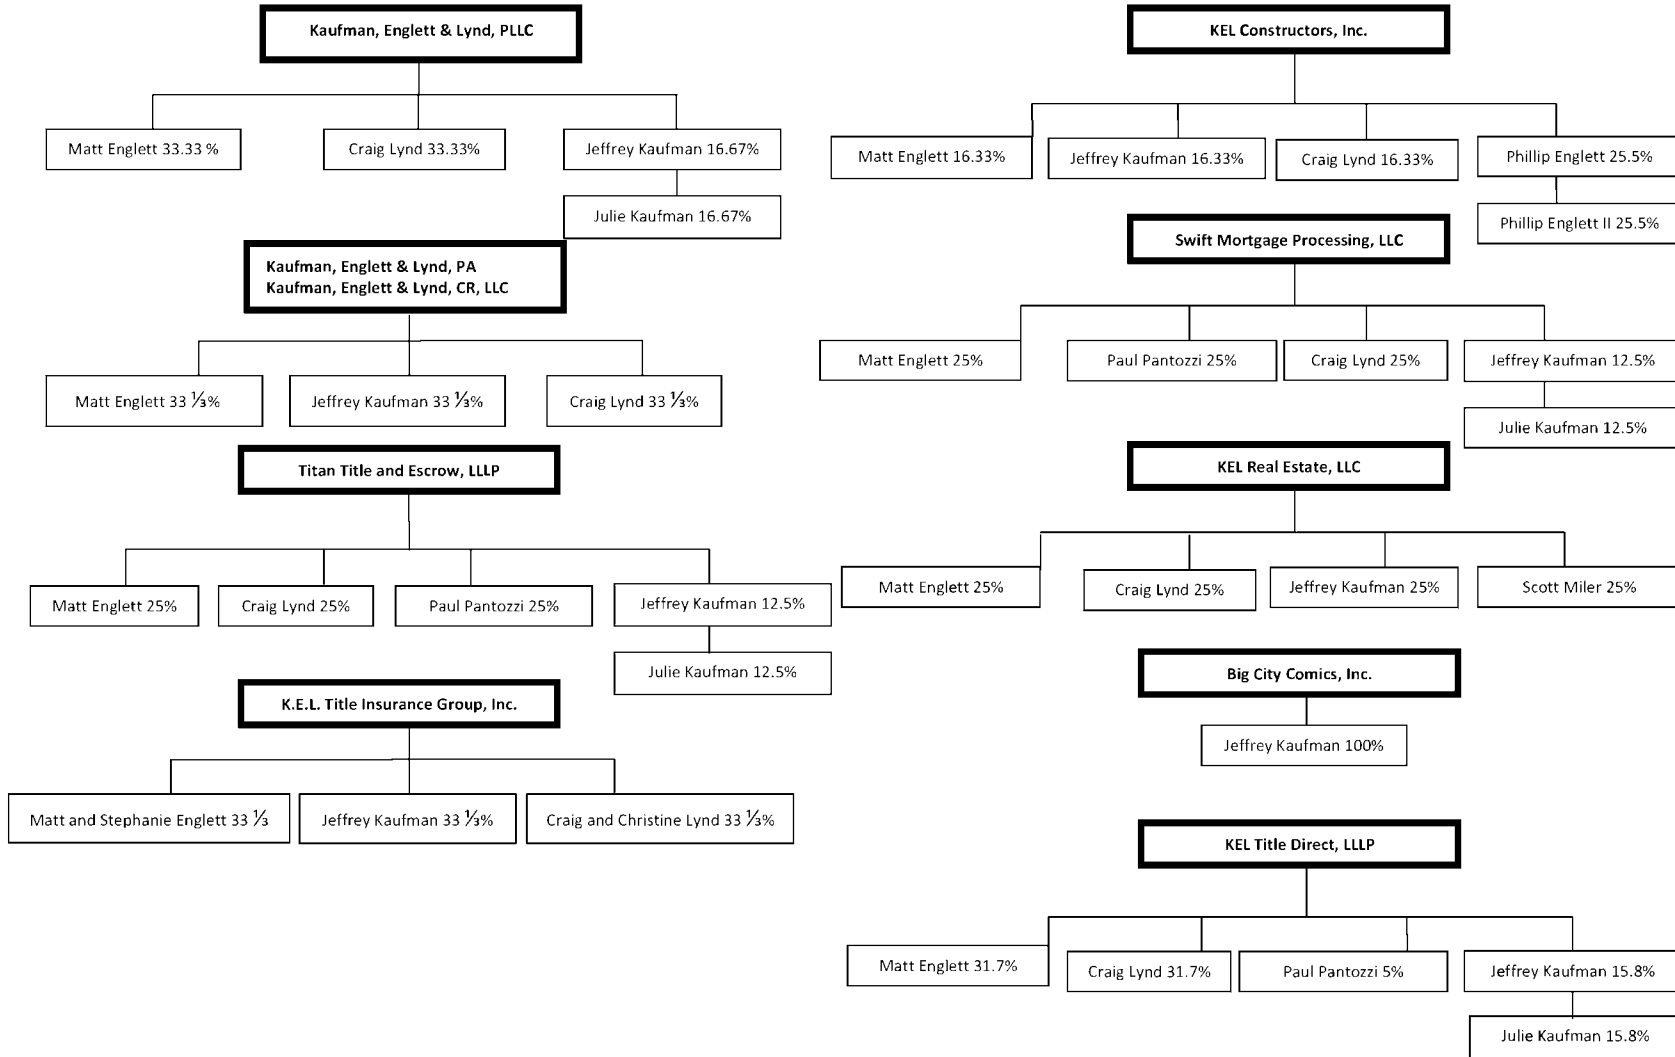 Kaufman, Englett & Lynd, PLLC
Matt Englett 33.33 %
Craig Lynd 33.33%
Jeffrey Kaufman 16.67%
Julie Kaufman 16.67%
Kaufman, Englett & Lynd, PA
Kaufman, Englett & Lynd, CR, LLC
Matt Englett 33 ⅓%
Jeffrey Kaufman 33 ⅓%
Craig Lynd 33 ⅓%
Titan Title and Escrow, LLLP
Matt Englett 25%
Craig Lynd 25%
Paul Pantozzi 25%
Jeffrey Kaufman 12.5%
Julie Kaufman 12.5%
K.E.L. Title Insurance Group, Inc.
Matt and Stephanie Englett 33 ⅓
Jeffrey Kaufman 33 ⅓%
Craig and Christine Lynd 33 ⅓%
KEL Constructors, Inc.
Matt Englett 16.33%
Jeffrey Kaufman 16.33%
Craig Lynd 16.33%
Phillip Englett 25.5%
Phillip Englett II 25.5%
Swift Mortgage Processing, LLC
Matt Englett 25%
Paul Pantozzi 25%
Craig Lynd 25%
Jeffrey Kaufman 12.5%
Julie Kaufman 12.5%
KEL Real Estate, LLC
Matt Englett 25%
Craig Lynd 25%
Jeffrey Kaufman 25%
Scott Miler 25%
Big City Comics, Inc.
Jeffrey Kaufman 100%
KEL Title Direct, LLLP
Matt Englett 31.7%
Craig Lynd 31.7%
Paul Pantozzi 5%
Jeffrey Kaufman 15.8%
Julie Kaufman 15.8%